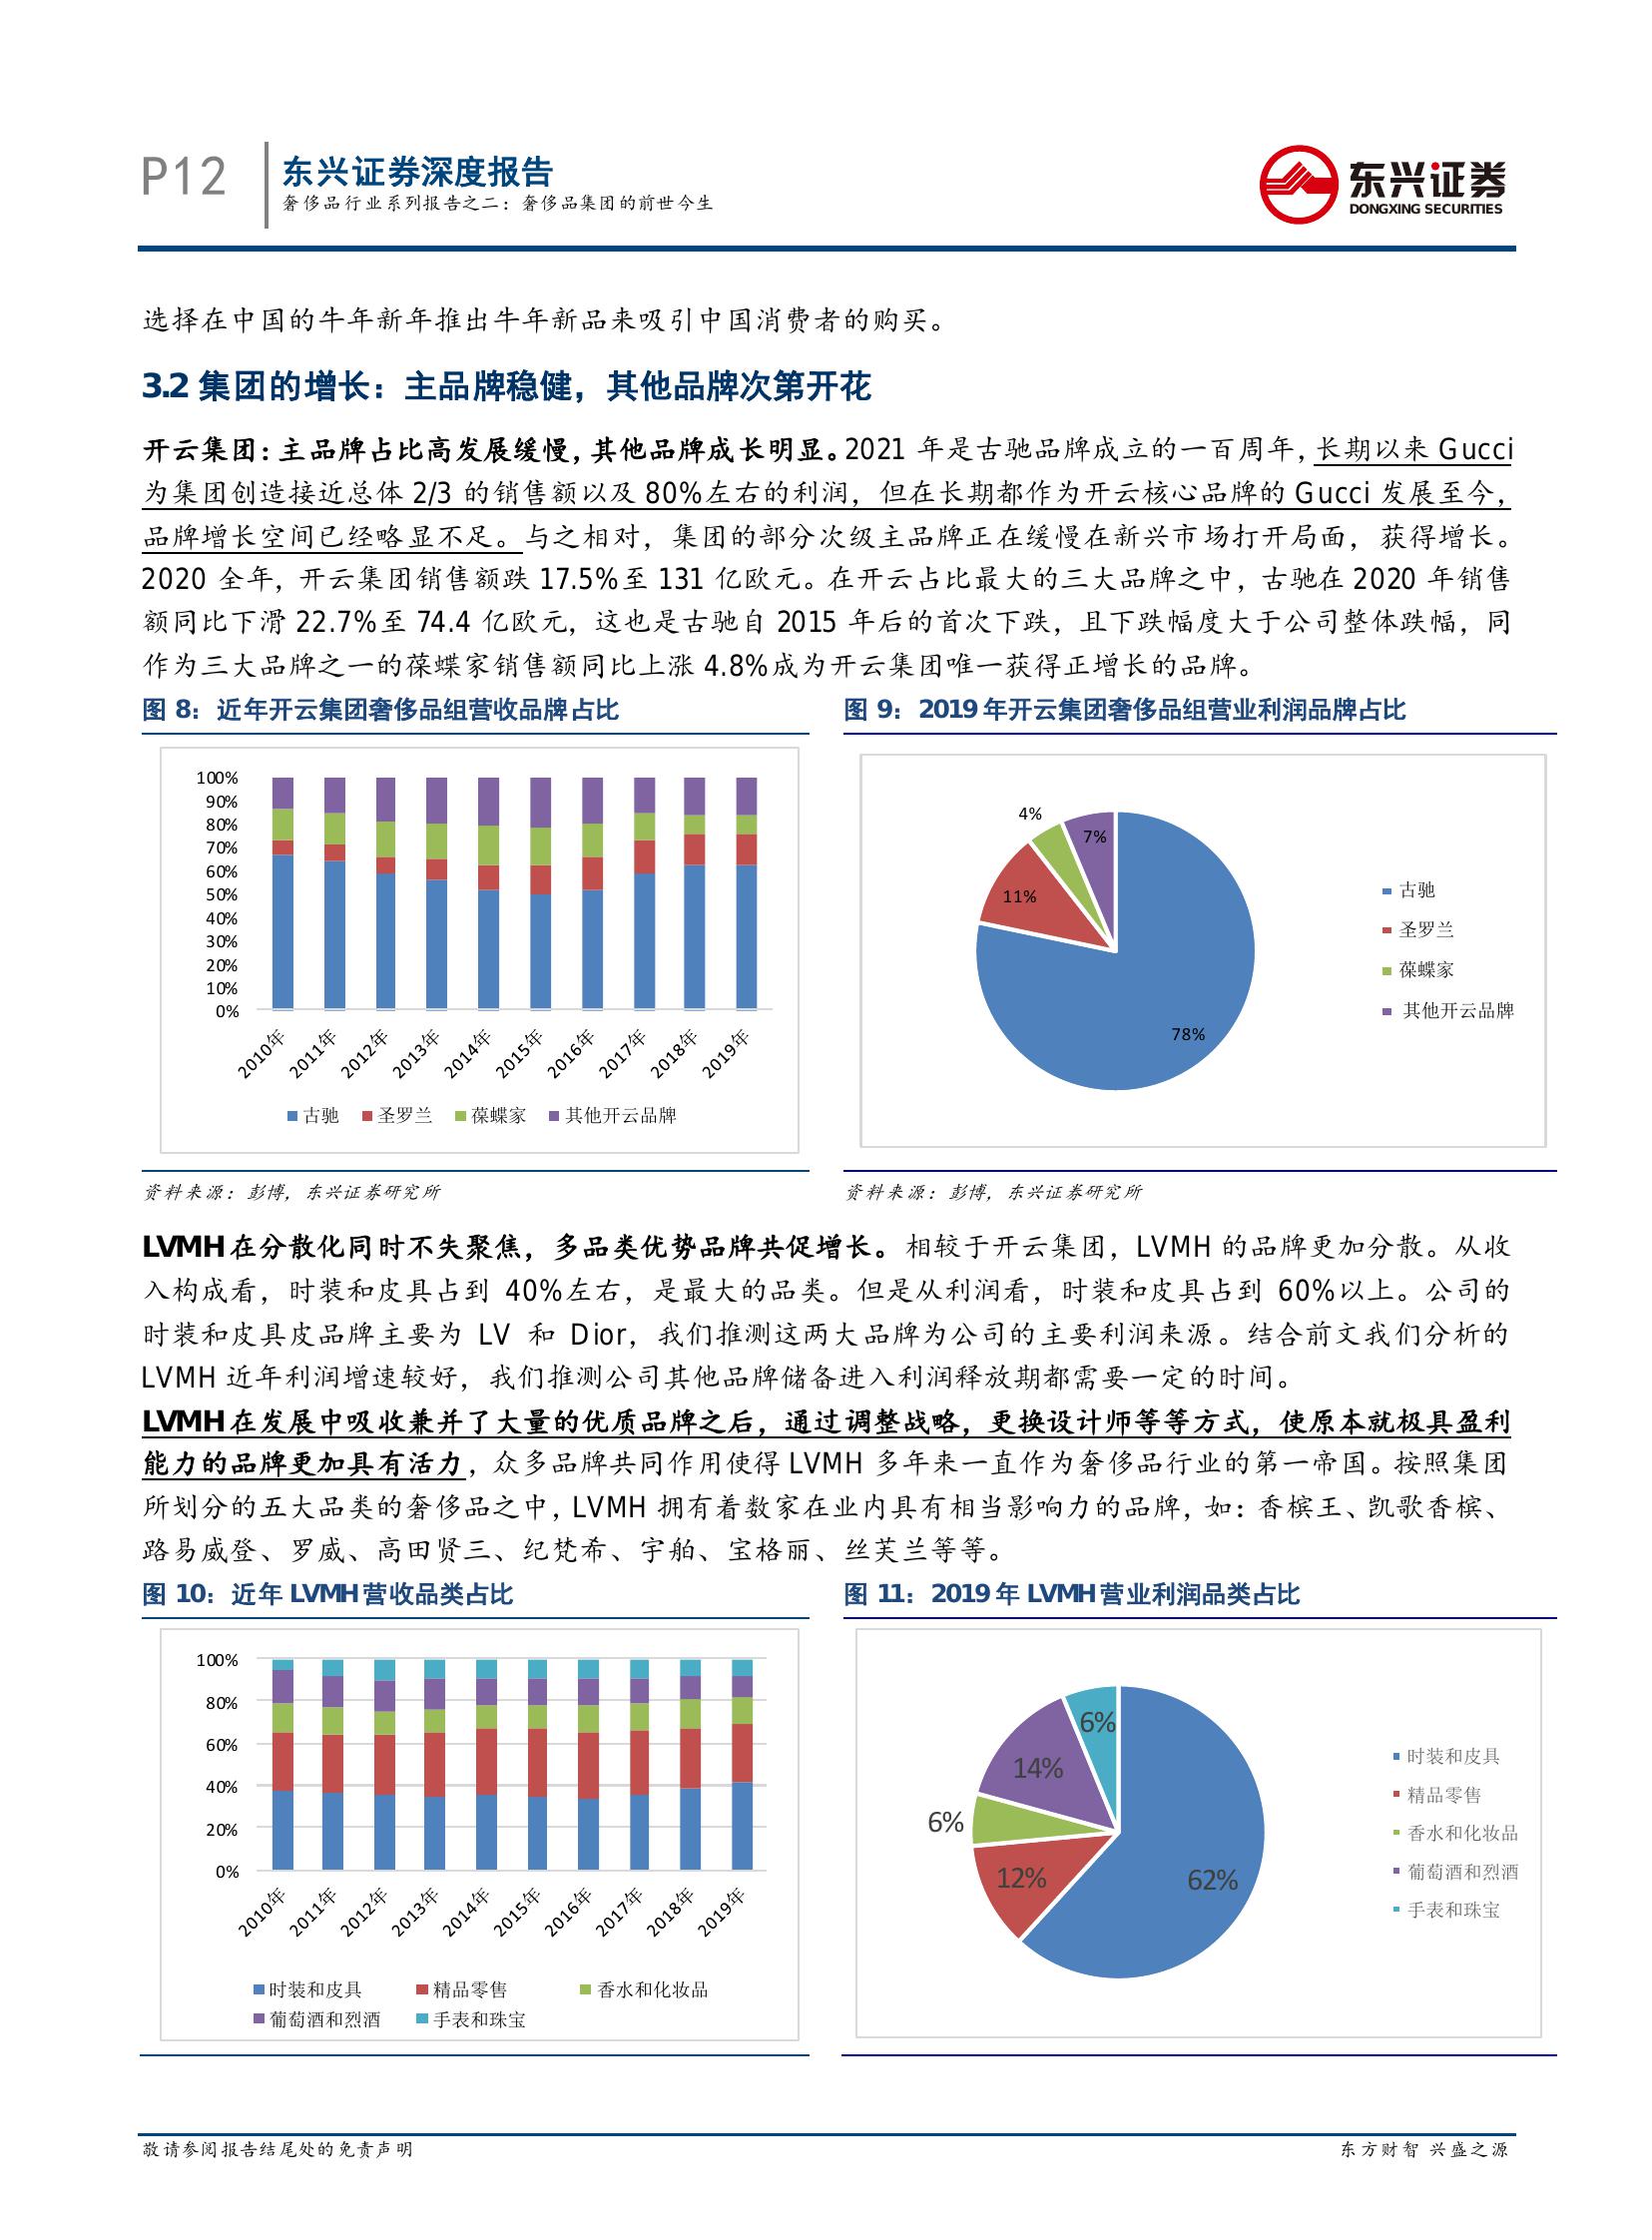 P12
东兴证券深度报告
奢侈品行业系列报告之二：奢侈品集团的前世今生
东兴证券
DONGXING SECURITIES
选择在中国的牛年新年推出牛年新品来吸引中国消费者的购买。
3.2 集团的增长：主品牌稳健，其他品牌次第开花
开云集团：主品牌占比高发展缓慢，其他品牌成长明显。2021 年是古驰品牌成立的一百周年，长期以来 Gucci
为集团创造接近总体 2/3 的销售额以及 80%左右的利润，但在长期都作为开云核心品牌的 Gucci 发展至今，
品牌增长空间已经略显不足。与之相对，集团的部分次级主品牌正在缓慢在新兴市场打开局面，获得增长。
2020 全年，开云集团销售额跌 17.5%至 131 亿欧元。在开云占比最大的三大品牌之中，古驰在 2020 年销售
额同比下滑 22.7%至 74.4 亿欧元，这也是古驰自 2015 年后的首次下跌，且下跌幅度大于公司整体跌幅，同
作为三大品牌之一的葆蝶家销售额同比上涨 4.8%成为开云集团唯一获得正增长的品牌。
图 8：近年开云集团奢侈品组营收品牌占比
100%
90%
80%
70%
60%
50%
40%
30%
20%
10%
0%
2010年 2011年 2012年 2013年 2014年 2015年 2016年 2017年 2018年 2019年
古驰 圣罗兰 葆蝶家 其他开云品牌
资料来源：彭博，东兴证券研究所
图 9：2019 年开云集团奢侈品组营业利润品牌占比
4%
7%
11%
78%
古驰
圣罗兰
葆蝶家
其他开云品牌
资料来源：彭博，东兴证券研究所
LVMH 在分散化同时不失聚焦，多品类优势品牌共促增长。相较于开云集团，LVMH 的品牌更加分散。从收
入构成看，时装和皮具占到 40%左右，是最大的品类。但是从利润看，时装和皮具占到 60%以上。公司的
时装和皮具皮品牌主要为 LV 和 Dior，我们推测这两大品牌为公司的主要利润来源。结合前文我们分析的
LVMH 近年利润增速较好，我们推测公司其他品牌储备进入利润释放期都需要一定的时间。
LVMH 在发展中吸收兼并了大量的优质品牌之后，通过调整战略，更换设计师等等方式，使原本就极具盈利
能力的品牌更加具有活力，众多品牌共同作用使得 LVMH 多年来一直作为奢侈品行业的第一帝国。按照集团
所划分的五大品类的奢侈品之中，LVMH 拥有着数家在业内具有相当影响力的品牌，如：香槟王、凯歌香槟、
路易威登、罗威、高田贤三、纪梵希、宇舶、宝格丽、丝芙兰等等。
图 10：近年 LVMH 营收品类占比
100%
80%
60%
40%
20%
0%
2010年 2011年 2012年 2013年 2014年 2015年 2016年 2017年 2018年 2019年
时装和皮具 精品零售 香水和化妆品
葡萄酒和烈酒 手表和珠宝
图 11：2019 年 LVMH 营业利润品类占比
6%
14%
6%
12%
62%
时装和皮具
精品零售
香水和化妆品
葡萄酒和烈酒
手表和珠宝
敬请参阅报告结尾处的免责声明
东方财智 兴盛之源